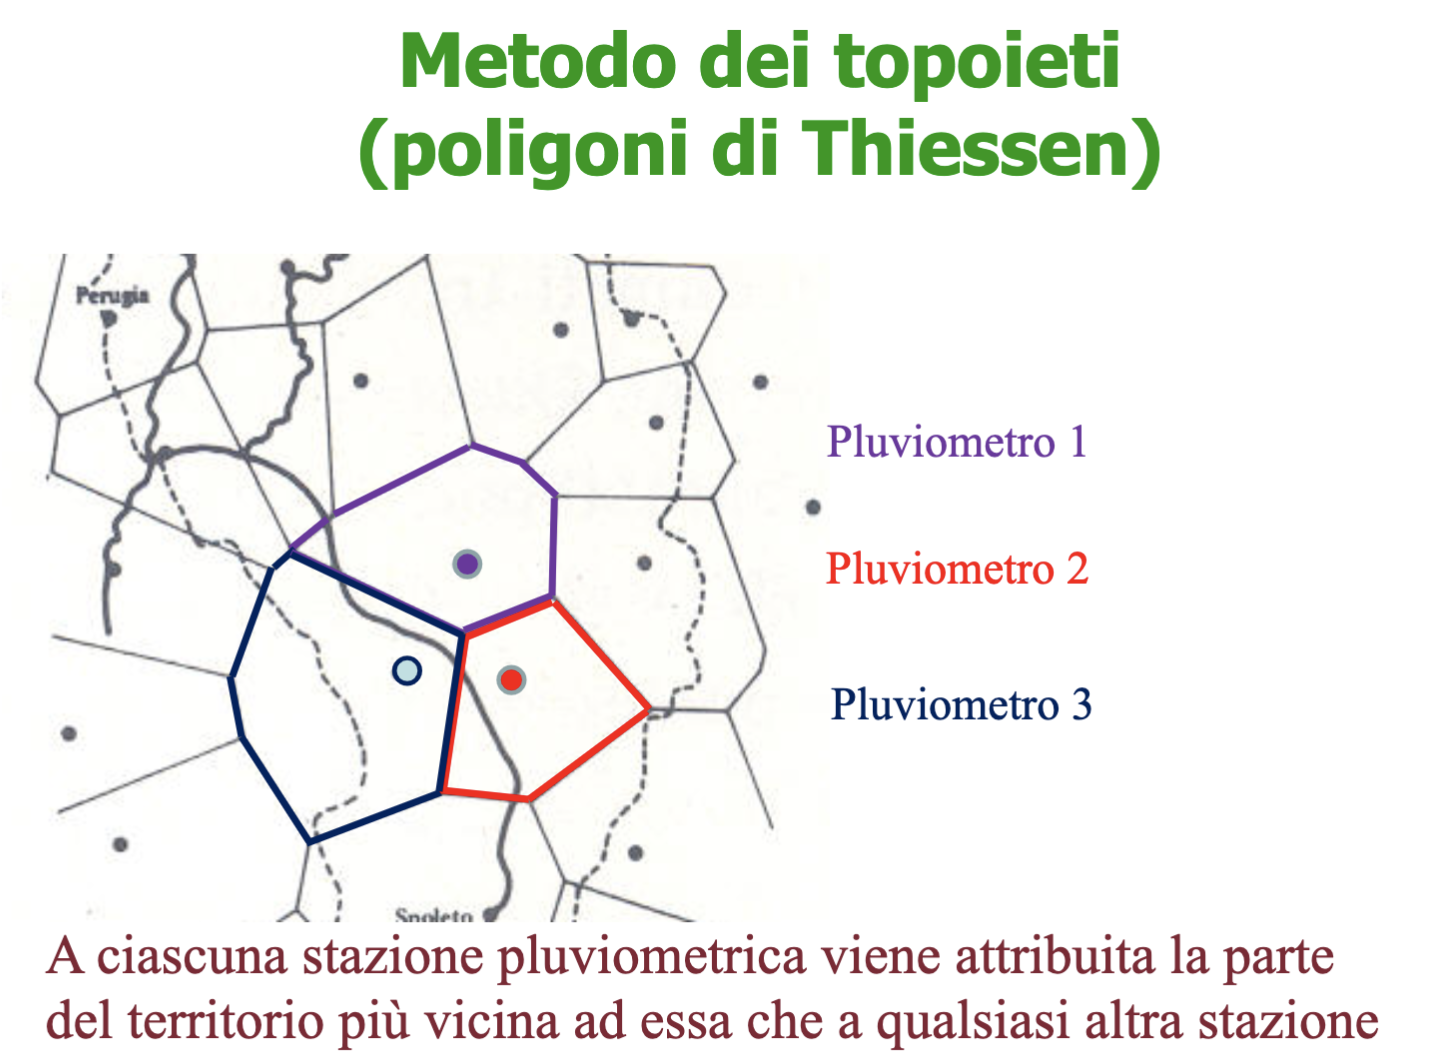 Metodo dei topoieti
(poligoni di Thiessen)
Perugia
Pluviometro 1
Pluviometro 2
Pluviometro 3
Spoleto
A ciascuna stazione pluviometrica viene attribuita la parte
del territorio più vicina ad essa che a qualsiasi altra stazione